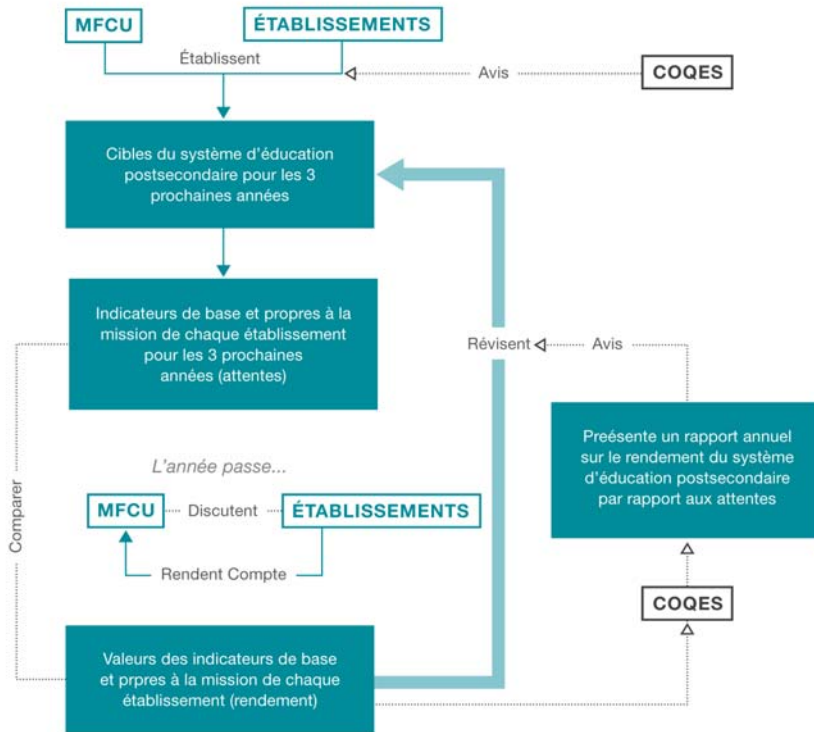 MFCU
ÉTABLISSEMENTS
Établissent
Avis
COQES
Cibles du système d'éducation
postsecondaire pour les 3
prochaines années
Indicateurs de base et propres à la
mission de chaque établissement
pour les 3 prochaines
années (attentes)
Révisent
Avis
Preésente un rapport annuel
sur le rendement du système
d'éducation postsecondaire
par rapport aux attentes
Comparer
L'année passe...
MFCU
Discutent
ÉTABLISSEMENTS
Rendent Compte
COQES
Valeurs des indicateurs de base
et prpres à la mission de chaque
établissement (rendement)